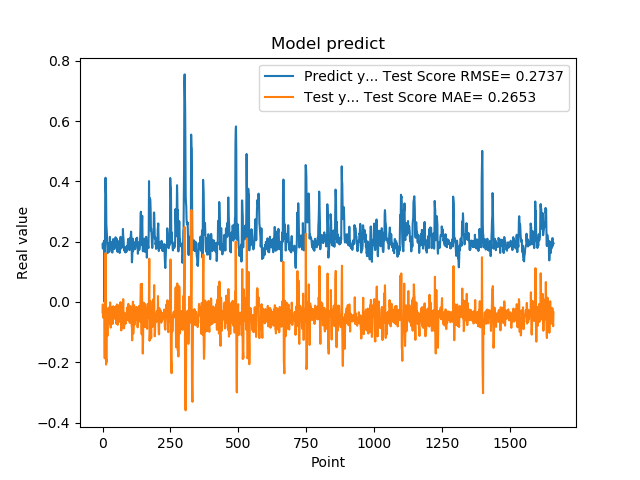 Model predict
Predict y... Test Score RMSE= 0.2737
Test y... Test Score MAE= 0.2653
0.8
0.6
0.4
0.2
0.0
−0.2
−0.4
Real value
0 250 500 750 1000 1250 1500
Point